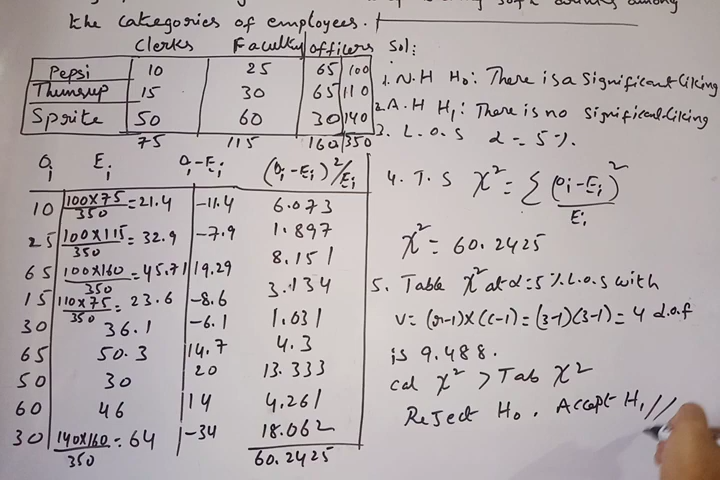 the categories of employees.
Clerks Faculty officers
Pepsi 10 25 65 100
Thumsup 15 30 65 110
Sprite 50 60 30 140
75 115 160 350
Oi Ei Oi-Ei (Oi-Ei)²/Ei
10 100×75/350 =21.4 -11.4 6.073
25 100×115/350 = 32.9 -7.9 1.897
65 100×160/350 =45.71 19.29 8.151
15 110×75/350 = 23.6 -8.6 3.134
30 36.1 -6.1 1.031
65 50.3 14.7 4.3
50 30 20 13.333
60 46 14 4.261
30 140×160/350 = 64 -34 18.062
60.2425
Sol:
1. N.H H₀: There is a Significant liking
2. A.H H₁: There is no significant liking
3. L.O.S α = 5%.
4. T.S χ² = Σ (Oi-Ei)²/Ei
χ² = 60.2425
5. Table χ² at α=5% L.o.s with
V=(r-1)×(c-1)=(3-1)(3-1)=4 d.o.f
is 9.488.
cal χ² > Tab χ²
Reject H₀. Accept H₁ //